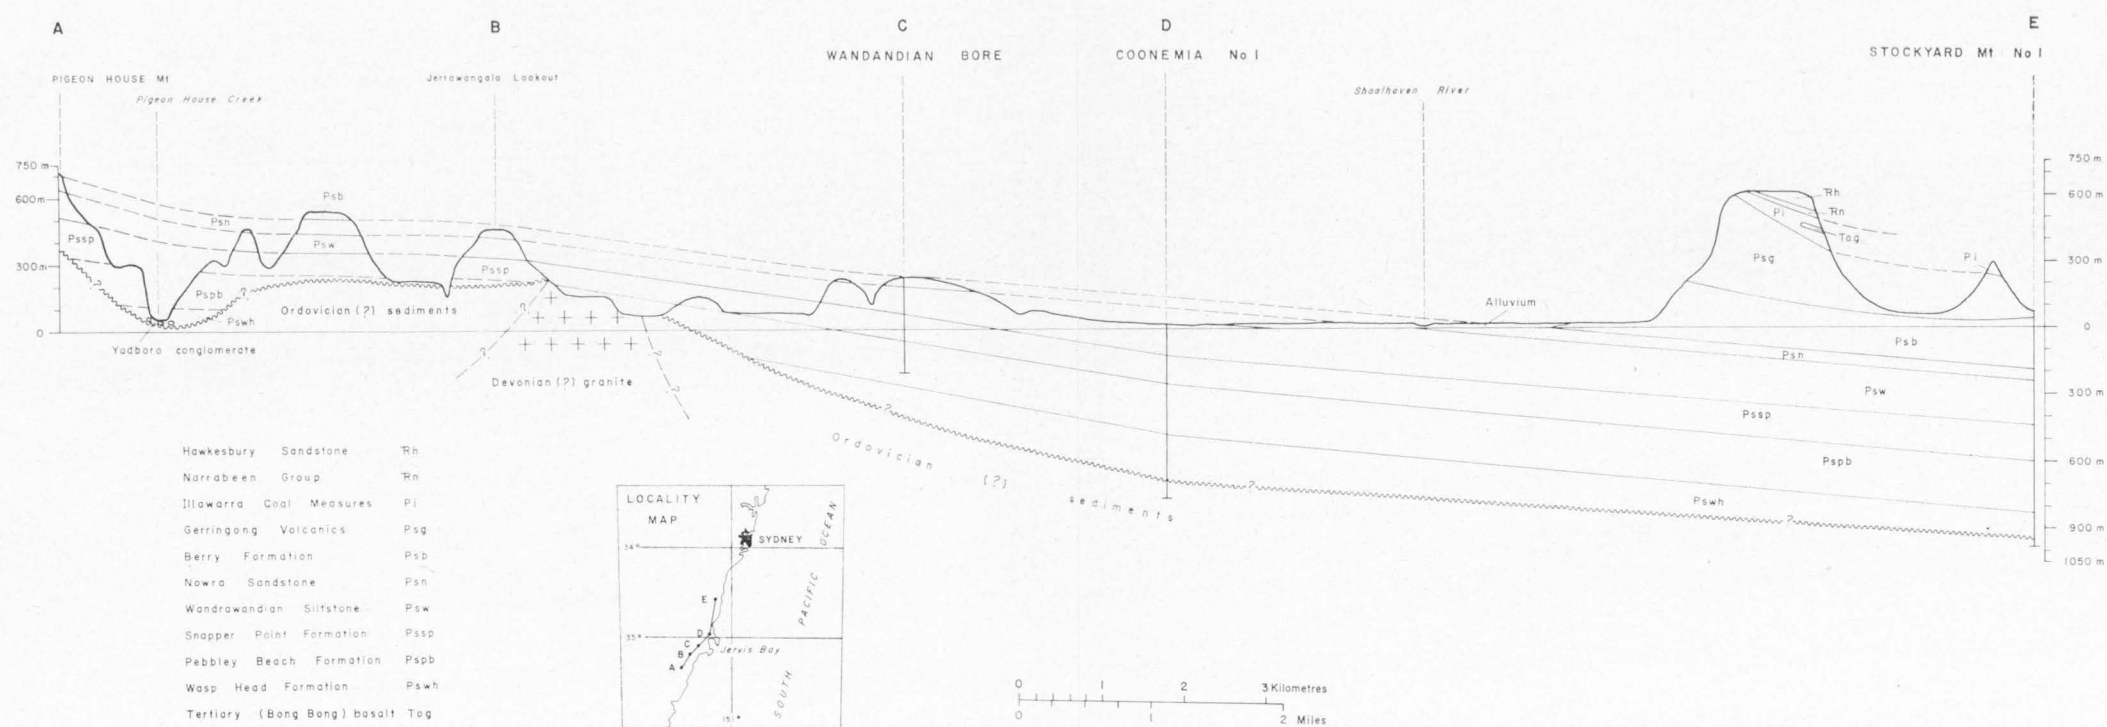 A B C D E
WANDANDIAN BORE COONEMIA No 1 STOCKYARD Mt No 1
PIGEON HOUSE Mt Jerrawangala Lookout
Pigeon House Creek Shoalhaven River
750 m 750 m
600m 600 m
300m 300 m
0 0
300 m
600 m
900 m
1050 m
Psb
Psn
Psw
Pssp
Pssp
Pspb
Pswh
Ordovician (?) sediments
Yadboro conglomerate
Devonian (?) granite
Ordovician (?) sediments
Alluvium
Rh
Rn
Pi
Tag
Psg
Pi
Psb
Psn
Psw
Pssp
Pspb
Pswh
Hawkesbury Sandstone Rh
Narrabeen Group Rn
Illawarra Coal Measures Pi
Gerringong Volcanics Psg
Berry Formation Psb
Nowra Sandstone Psn
Wandrawandian Siltstone Psw
Snapper Point Formation Pssp
Pebbley Beach Formation Pspb
Wasp Head Formation Pswh
Tertiary (Bong Bong) basalt Tag
LOCALITY
MAP
SYDNEY
34°
35°
151°
A
B
C
D
E
Jervis Bay
SOUTH PACIFIC OCEAN
0 1 2 3 Kilometres
0 1 2 Miles